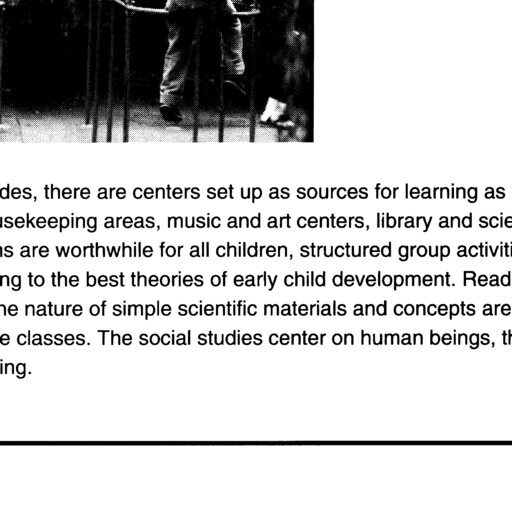 des, there are centers set up as sources for learning as
usekeeping areas, music and art centers, library and scie
ns are worthwhile for all children, structured group activiti
ng to the best theories of early child development. Read
he nature of simple scientific materials and concepts are
e classes. The social studies center on human beings, th
ing.